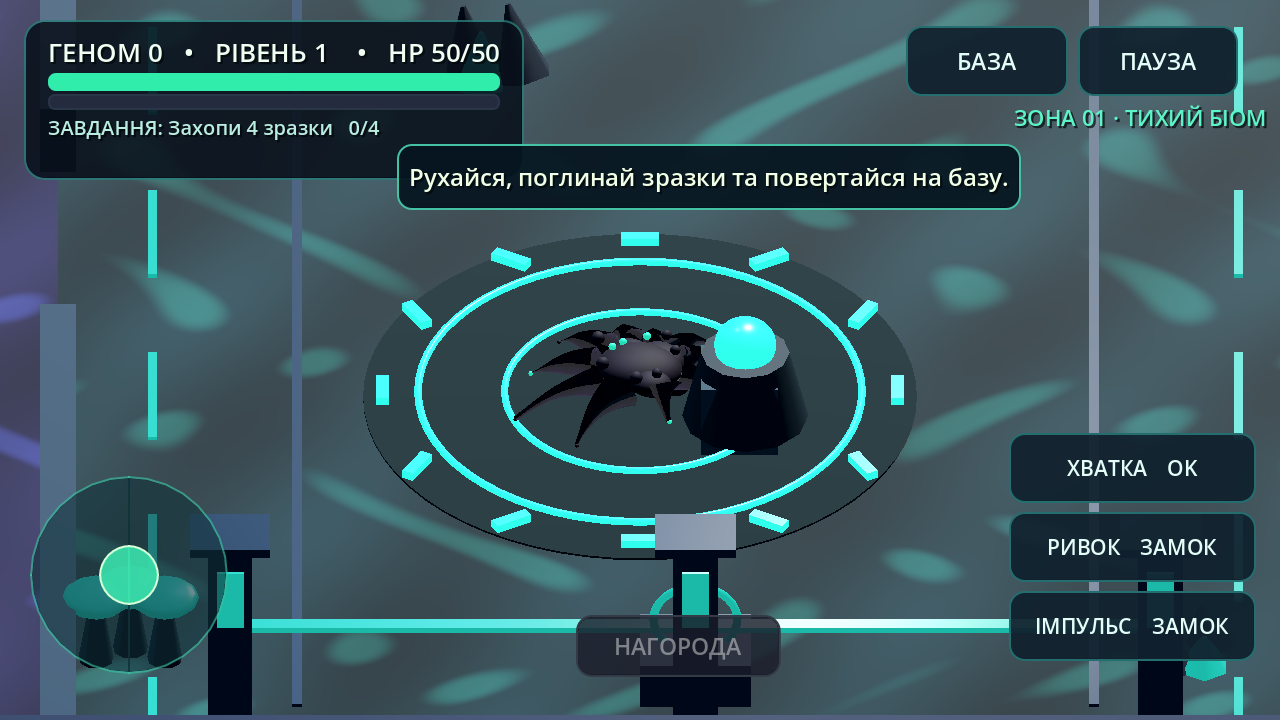 ГЕНОМ 0 • РІВЕНЬ 1 • HP 50/50
ЗАВДАННЯ: Захопи 4 зразки 0/4
БАЗА
ПАУЗА
ЗОНА 01 · ТИХИЙ БІОМ
Рухайся, поглинай зразки та повертайся на базу.
ХВАТКА OK
РИВОК ЗАМОК
ІМПУЛЬС ЗАМОК
НАГОРОДА